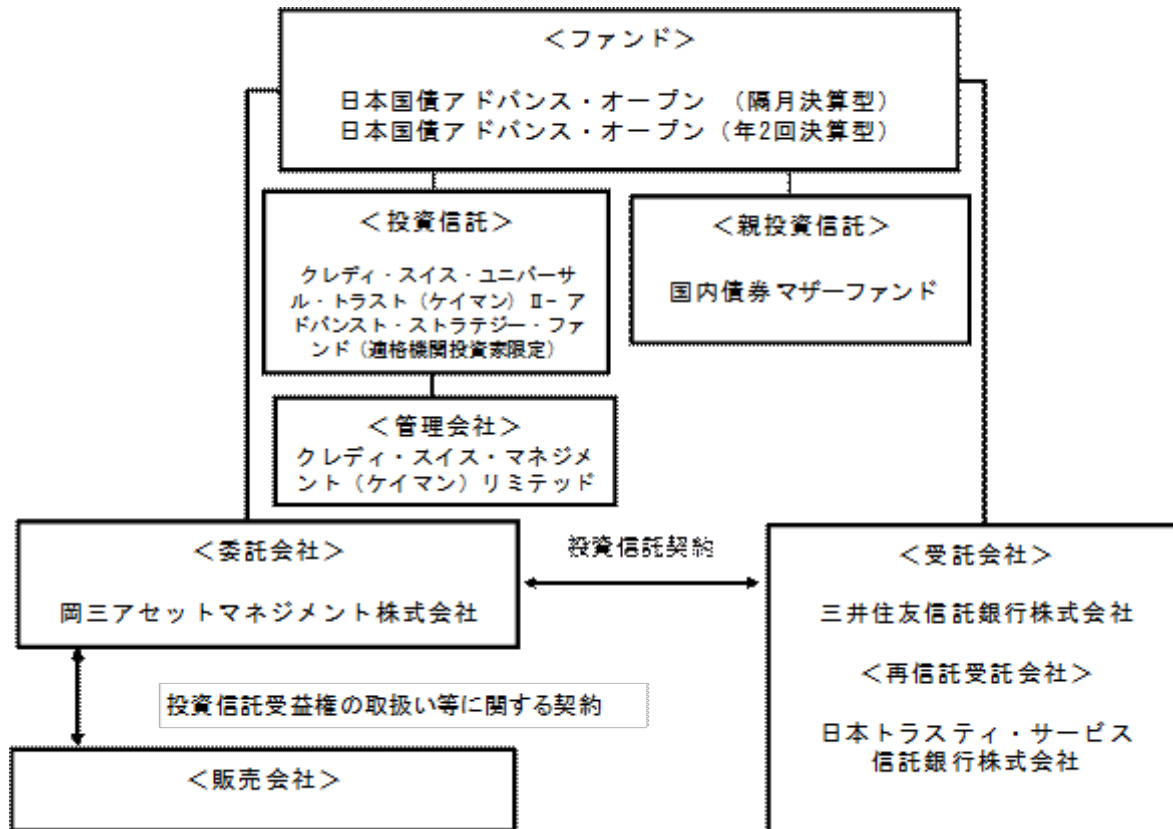 ＜ファンド＞
日本国債アドバンス・オープン （隔月決算型）
日本国債アドバンス・オープン（年2回決算型）
＜投資信託＞
クレディ・スイス・ユニバーサ
ル・トラスト（ケイマン）Ⅱ－ア
ドバンスト・ストラテジー・ファ
ンド（適格機関投資家限定）
＜親投資信託＞
国内債券マザーファンド
＜管理会社＞
クレディ・スイス・マネジメ
ント（ケイマン）リミテッド
＜委託会社＞
岡三アセットマネジメント株式会社
投資信託契約
＜受託会社＞
三井住友信託銀行株式会社
＜再信託受託会社＞
日本トラスティ・サービス
信託銀行株式会社
投資信託受益権の取扱い等に関する契約
＜販売会社＞